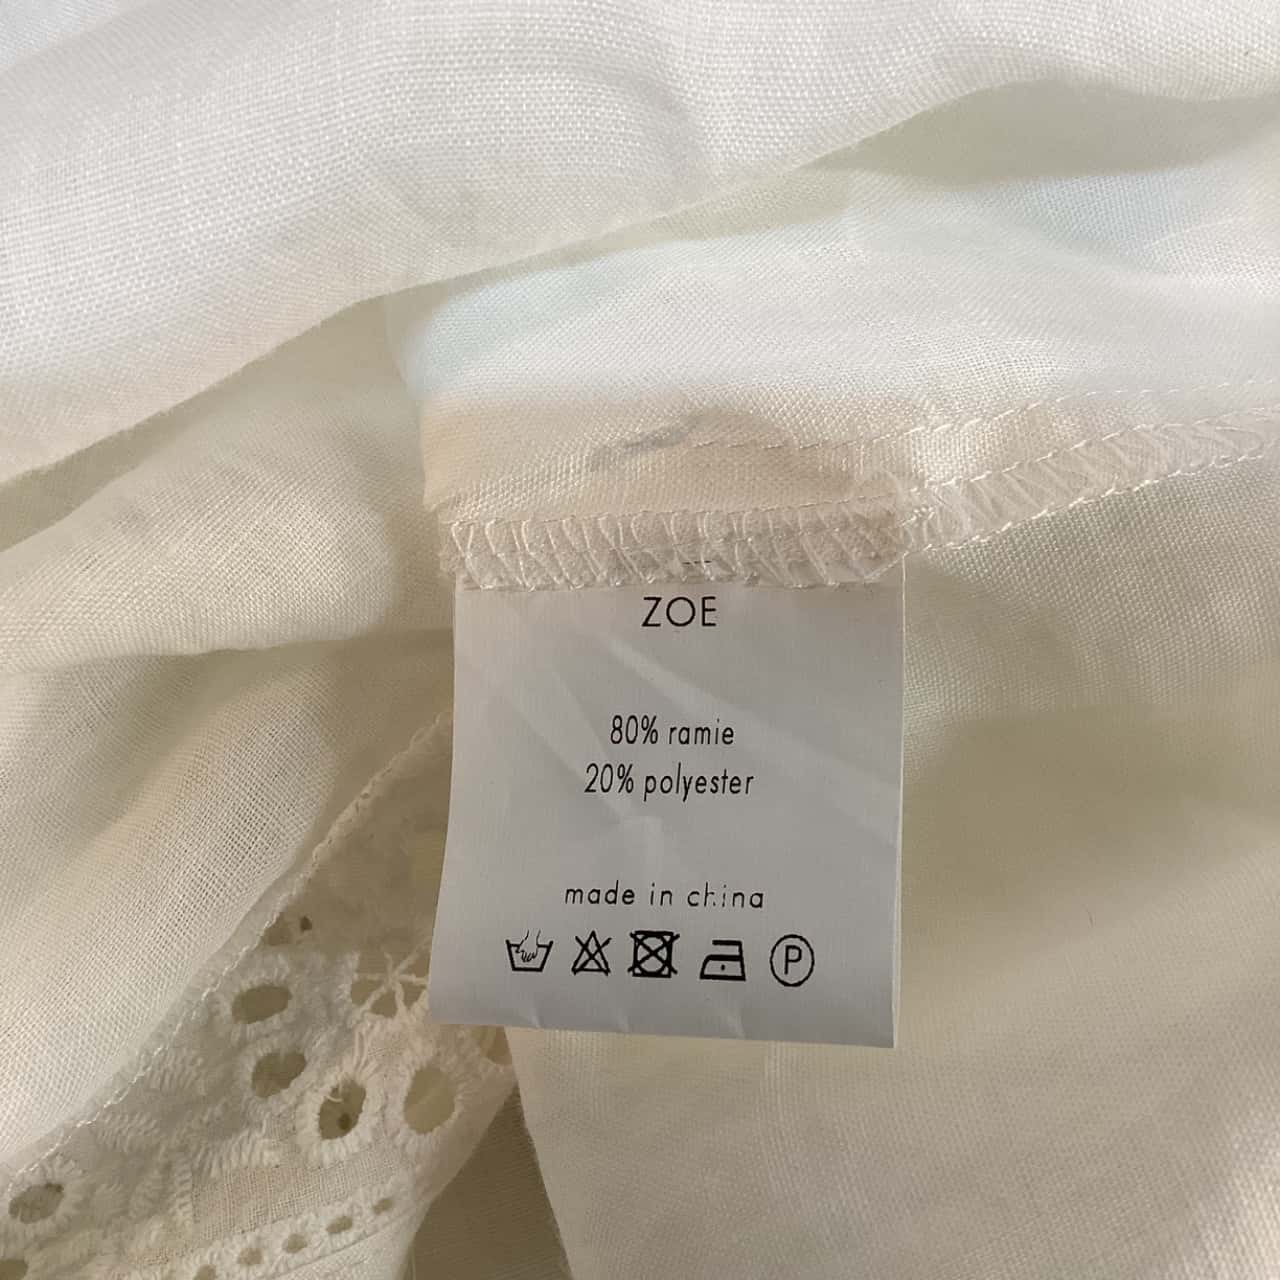 ZOE
80% ramie
20% polyester
made in china
P